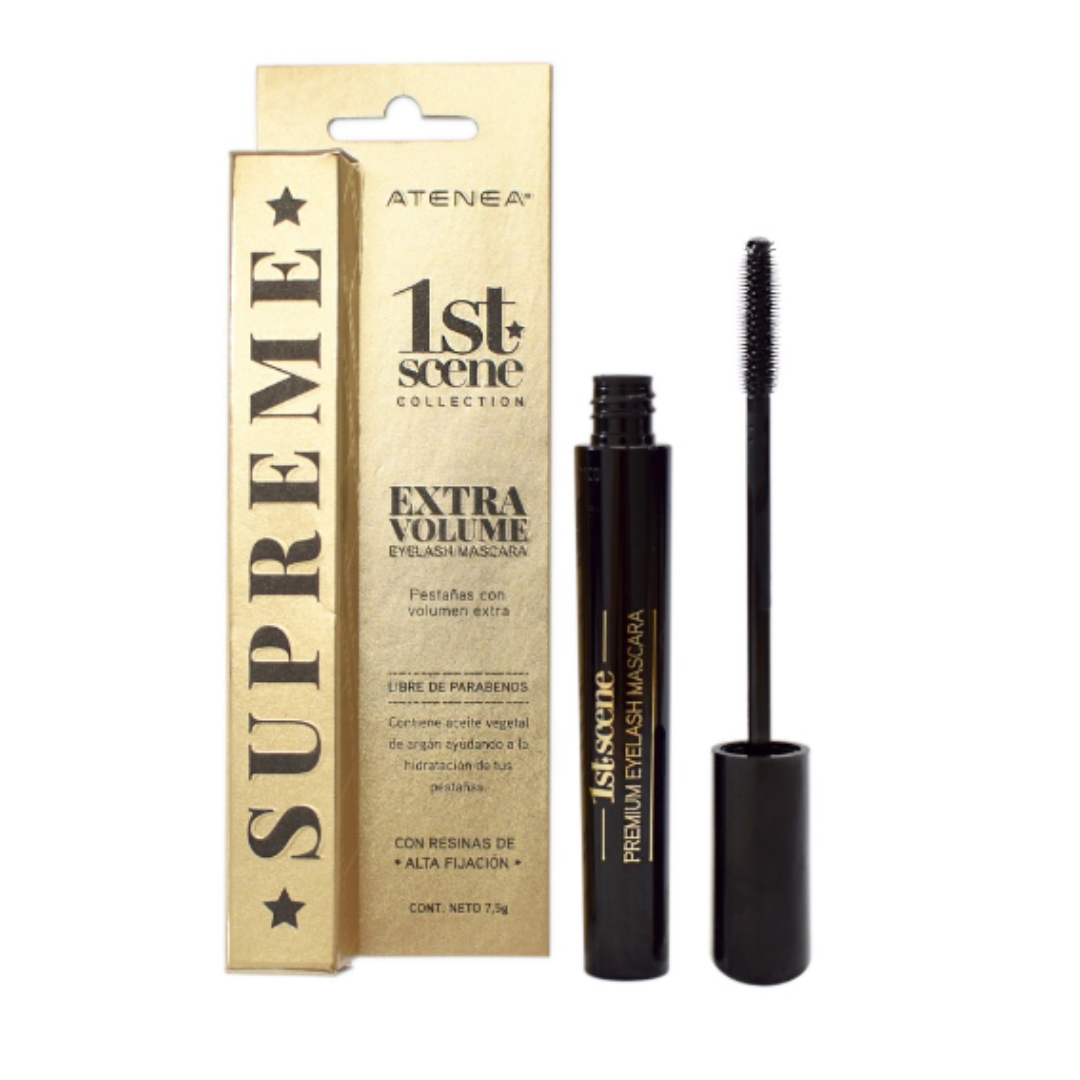 ★ SUPREME ★
ATENEA™
1st★
scene
COLLECTION
EXTRA
VOLUME
EYELASH MASCARA
Pestañas con
volumen extra
LIBRE DE PARABENOS
Contiene aceite vegetal
de argán ayudando a la
hidratación de tus
pestañas.
CON RESINAS DE
• ALTA FIJACIÓN •
CONT. NETO 7,5g
1st scene
PREMIUM EYELASH MASCARA